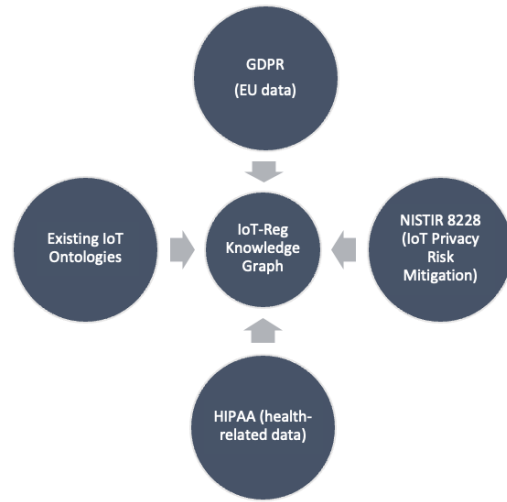 GDPR
(EU data)
Existing IoT
Ontologies
IoT-Reg
Knowledge
Graph
NISTIR 8228
(IoT Privacy
Risk
Mitigation)
HIPAA (health-
related data)